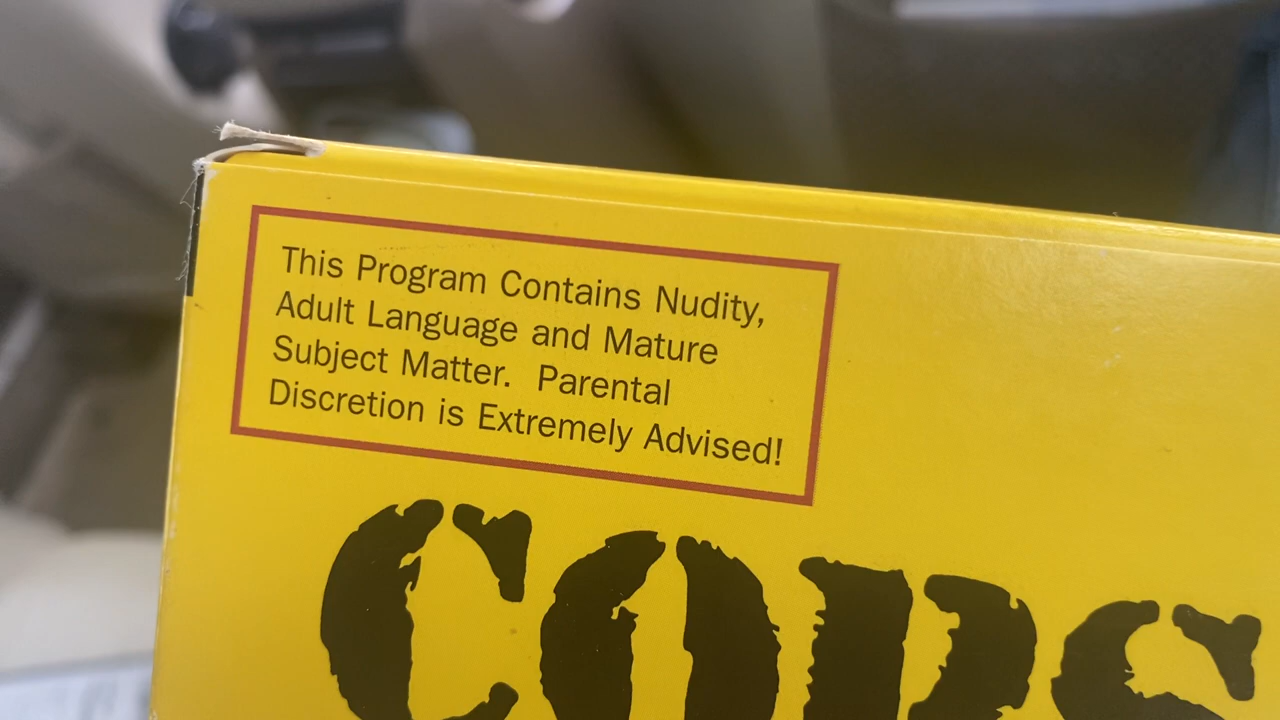 This Program Contains Nudity,
Adult Language and Mature
Subject Matter.  Parental
Discretion is Extremely Advised!
COPS